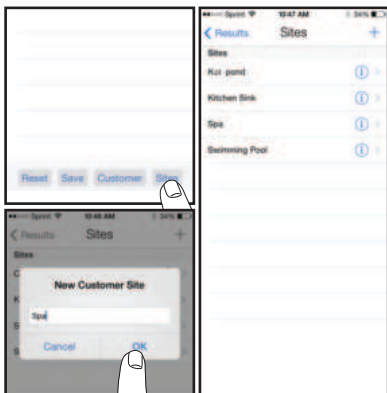 Reset Save Customer Sites
Sprint 10:46 AM 34%
Results Sites +
Sites
New Customer Site
Spa
Cancel OK
Sprint 10:47 AM 34%
Results Sites +
Sites
Koi pond
Kitchen Sink
Spa
Swimming Pool